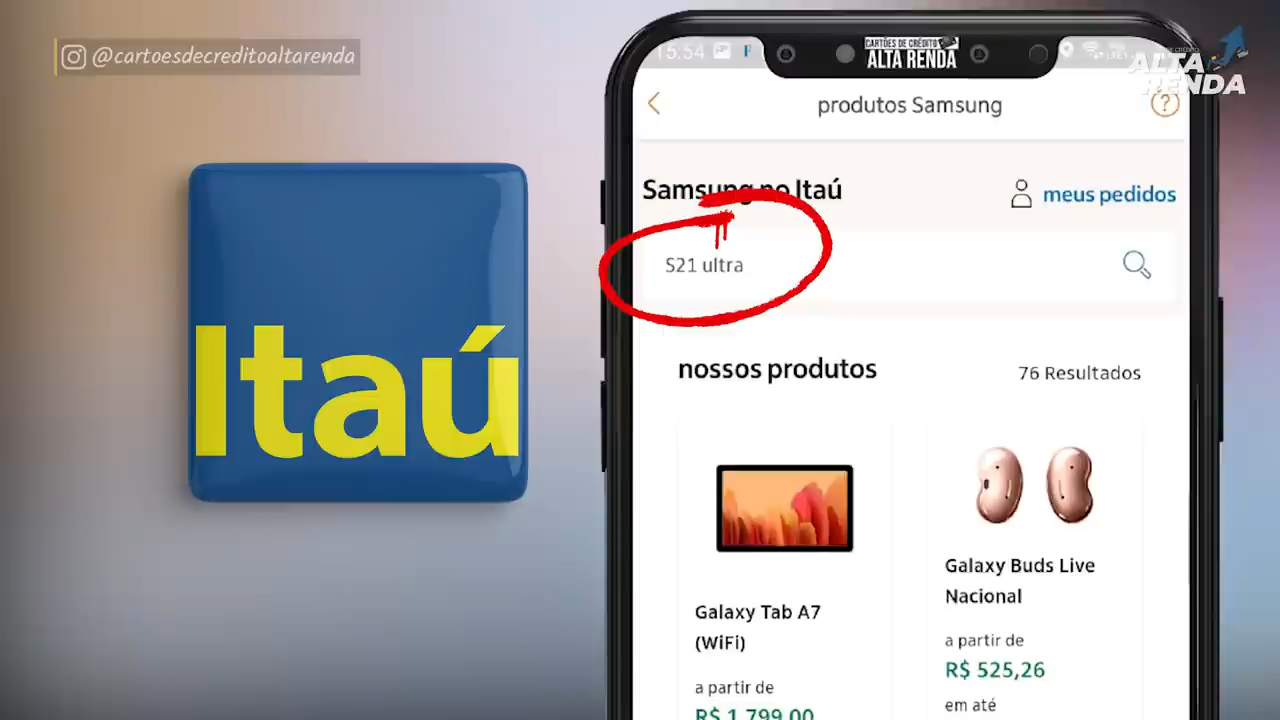 @cartoesdecreditoaltarenda
15:54
CARTÕES DE CRÉDITO
ALTA RENDA
ALTA
RENDA
produtos Samsung
?
Samsung no Itaú
meus pedidos
S21 ultra
Itaú
nossos produtos
76 Resultados
Galaxy Tab A7
(WiFi)
a partir de
R$ 1.799,00
Galaxy Buds Live
Nacional
a partir de
R$ 525,26
em até